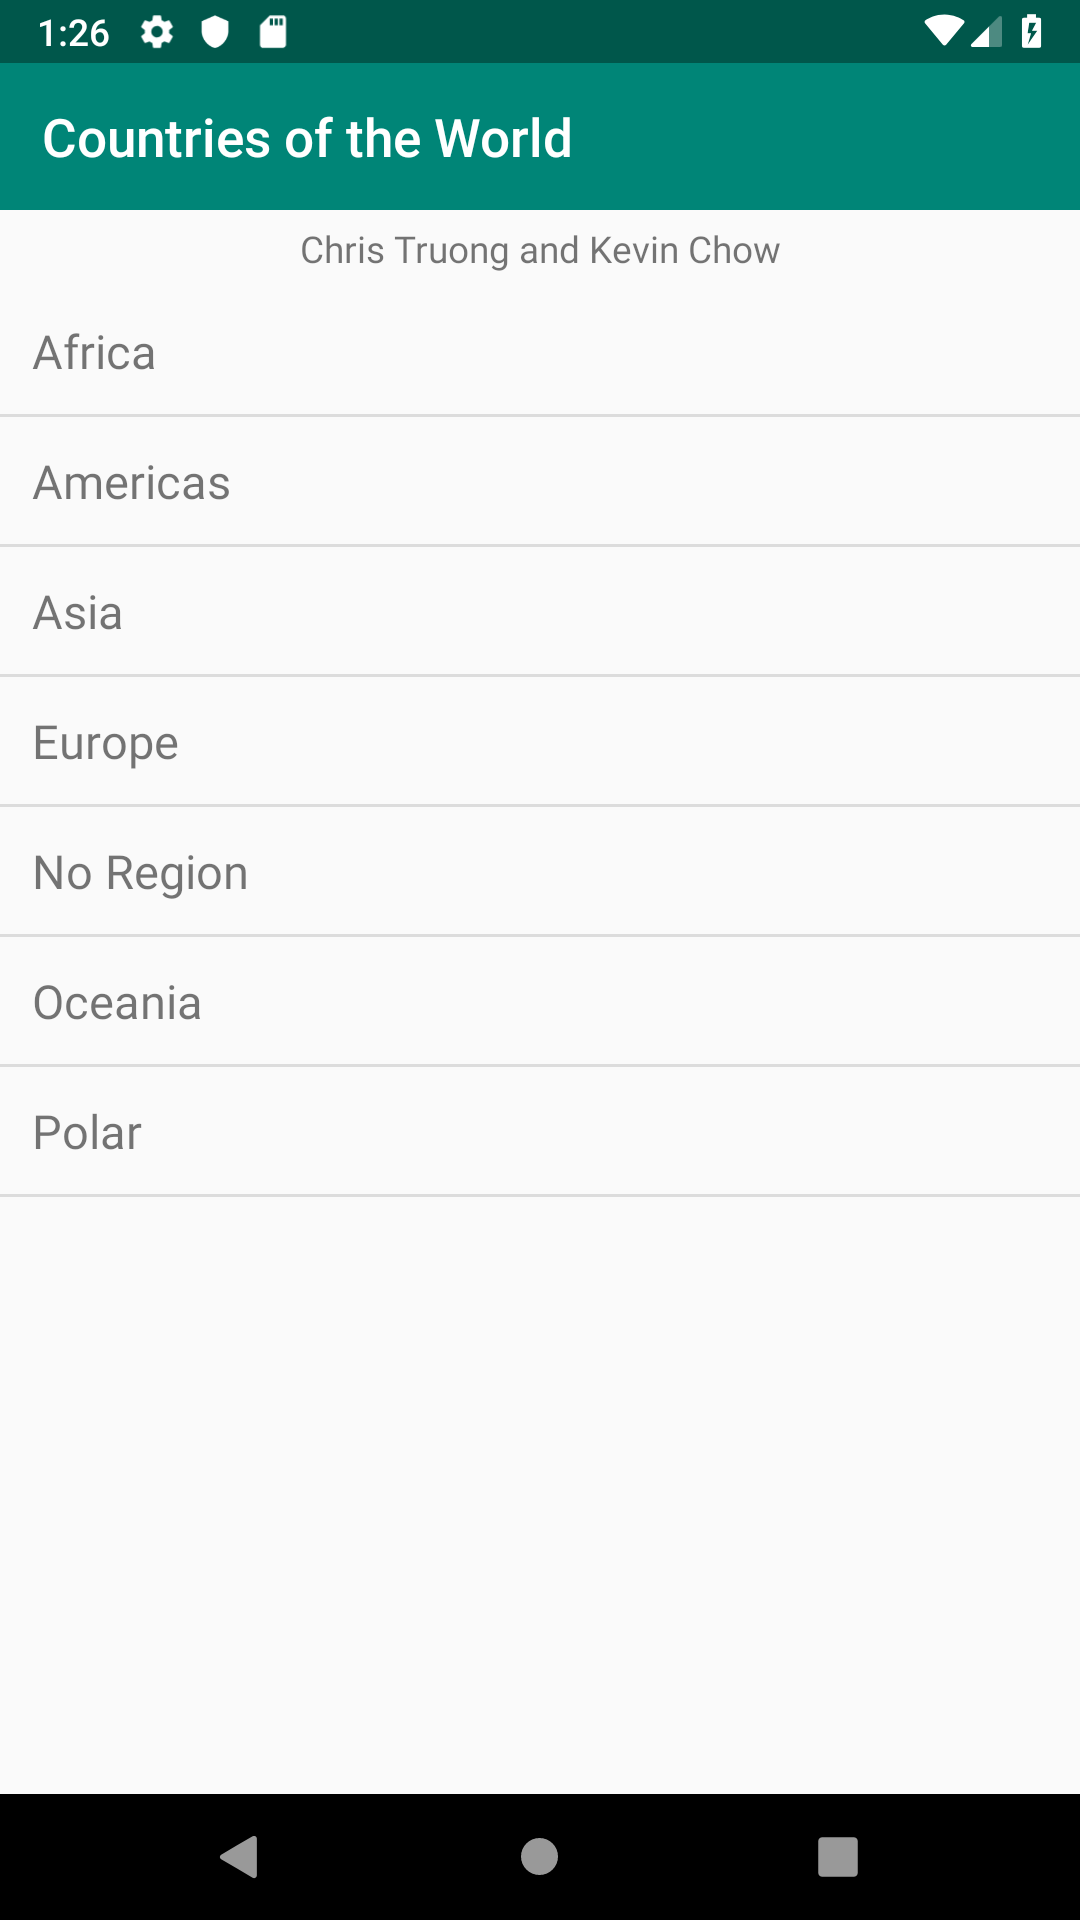 1:26
Countries of the World
Chris Truong and Kevin Chow
Africa
Americas
Asia
Europe
No Region
Oceania
Polar